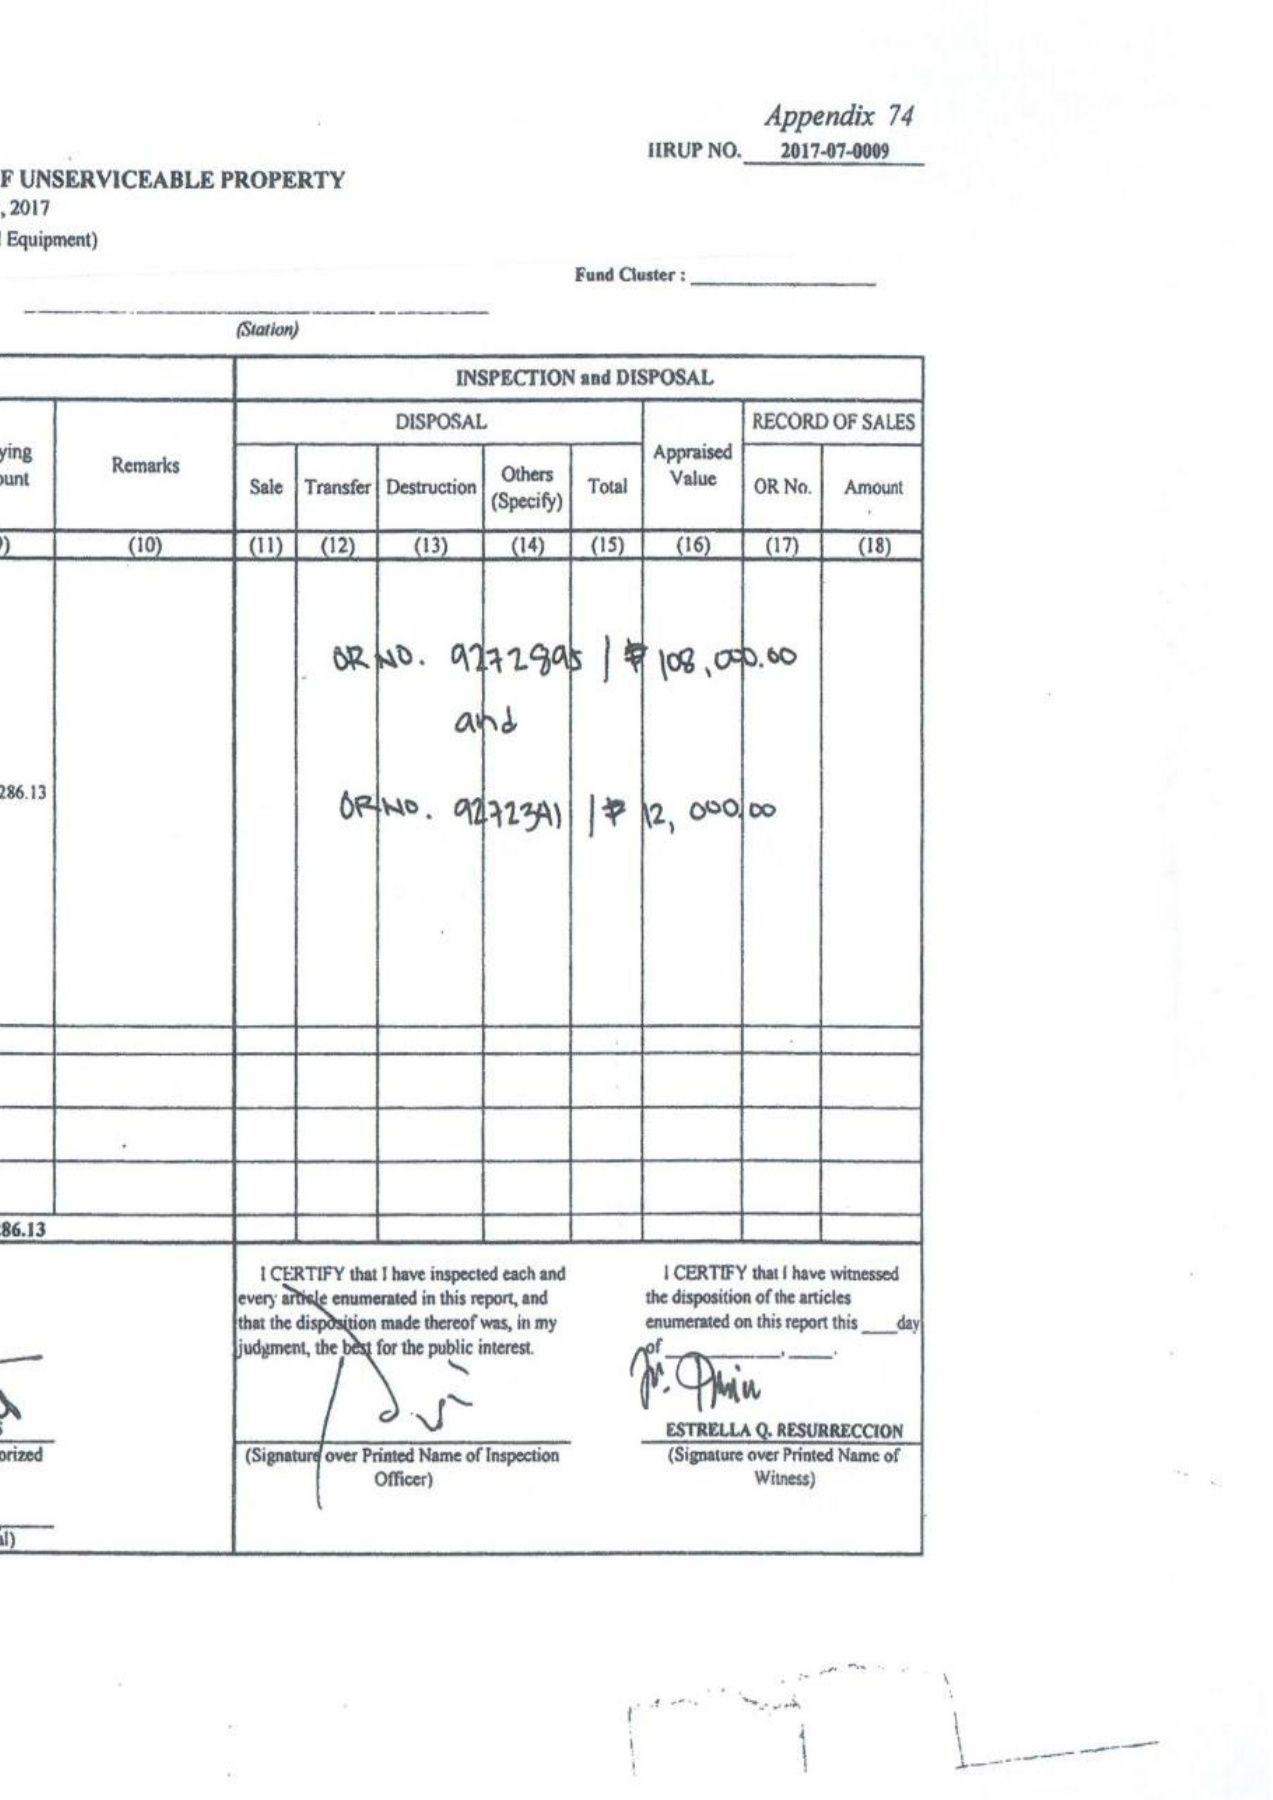 Appendix 74
IIRUP NO. 2017-07-0009
F UNSERVICEABLE PROPERTY
, 2017
Equipment)
Fund Cluster :
(Station)
INSPECTION and DISPOSAL
DISPOSAL
RECORD OF SALES
ying
ount
Remarks
Sale
Transfer
Destruction
Others
(Specify)
Total
Appraised
Value
OR No.
Amount
(10) (11) (12) (13) (14) (15) (16) (17) (18)
OR NO. 9272895 / ₱ 108,000.00
and
286.13
OR NO. 9272341 / ₱ 12,000.00
86.13
I CERTIFY that I have inspected each and
every article enumerated in this report, and
that the disposition made thereof was, in my
judgment, the best for the public interest.
I CERTIFY that I have witnessed
the disposition of the articles
enumerated on this report this ____day
of ____, ____.
ESTRELLA Q. RESURRECCION
orized
(Signature over Printed Name of Inspection
Officer)
(Signature over Printed Name of
Witness)
al)